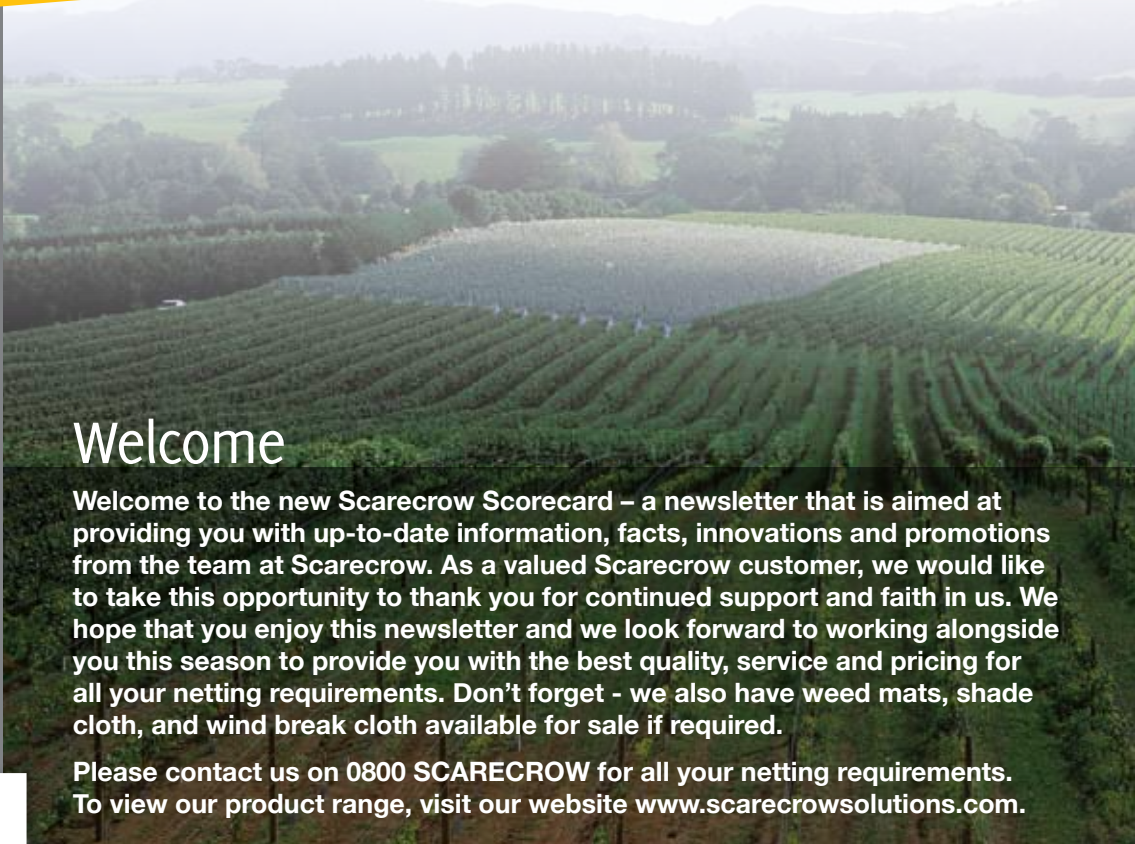 Welcome
Welcome to the new Scarecrow Scorecard – a newsletter that is aimed at
providing you with up-to-date information, facts, innovations and promotions
from the team at Scarecrow. As a valued Scarecrow customer, we would like
to take this opportunity to thank you for continued support and faith in us. We
hope that you enjoy this newsletter and we look forward to working alongside
you this season to provide you with the best quality, service and pricing for
all your netting requirements. Don’t forget - we also have weed mats, shade
cloth, and wind break cloth available for sale if required.
Please contact us on 0800 SCARECROW for all your netting requirements.
To view our product range, visit our website www.scarecrowsolutions.com.